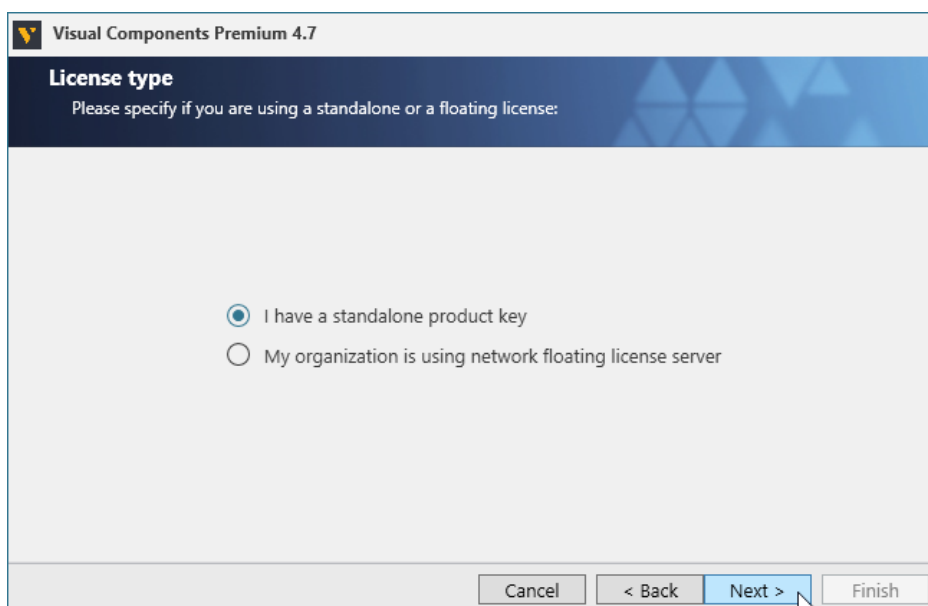 Visual Components Premium 4.7
License type
Please specify if you are using a standalone or a floating license:
I have a standalone product key
My organization is using network floating license server
Cancel
< Back
Next >
Finish